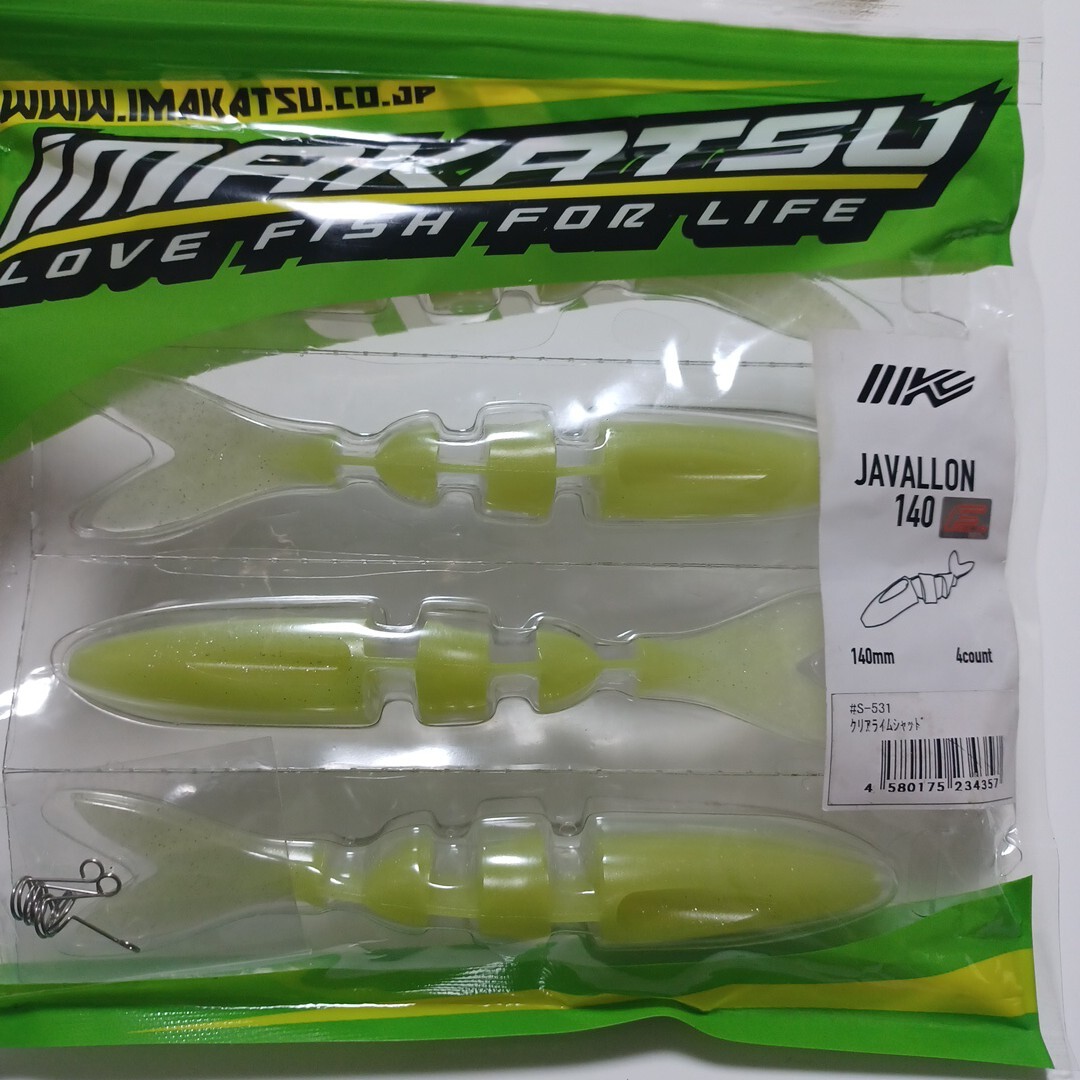 WWW.IMAKATSU.CO.JP
IMAKATSU
LOVE FISH FOR LIFE
JAVALLON
140
140mm 4count
#S-531
クリアライムシャッド
4 580175 234357